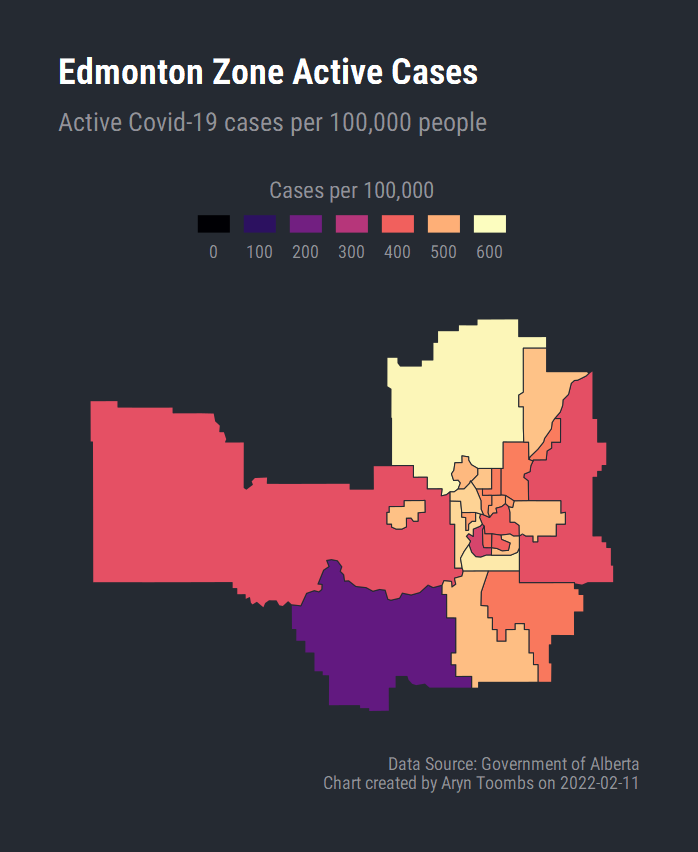 Edmonton Zone Active Cases
Active Covid-19 cases per 100,000 people
Cases per 100,000
0 100 200 300 400 500 600
Data Source: Government of Alberta
Chart created by Aryn Toombs on 2022-02-11